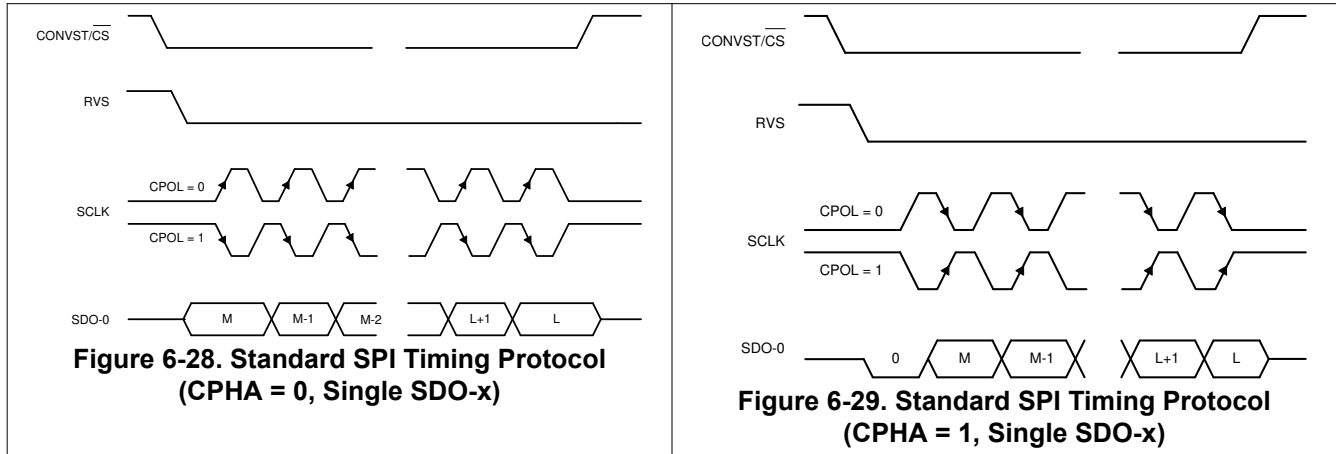 CONVST/CS
RVS
CPOL = 0
SCLK
CPOL = 1
SDO-0 M M-1 M-2 L+1 L
Figure 6-28. Standard SPI Timing Protocol
(CPHA = 0, Single SDO-x)
CONVST/CS
RVS
CPOL = 0
SCLK
CPOL = 1
SDO-0 0 M M-1 L+1 L
Figure 6-29. Standard SPI Timing Protocol
(CPHA = 1, Single SDO-x)